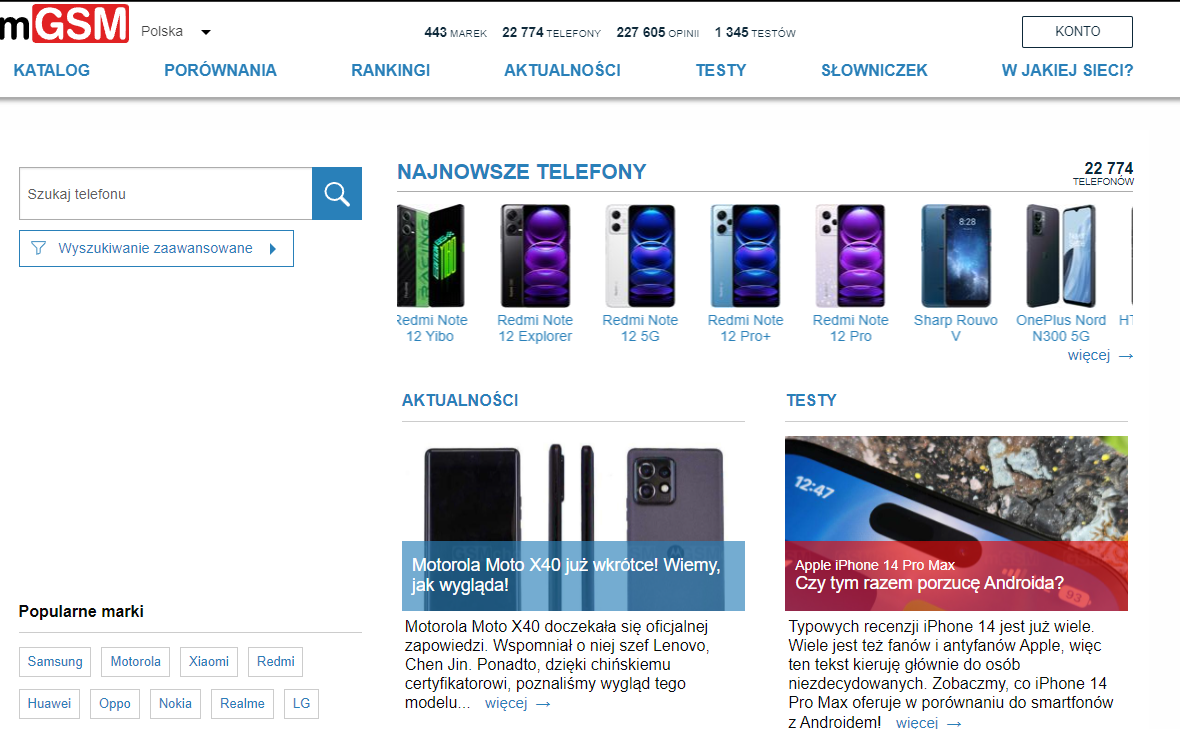 mGSM
Polska
443 MAREK 22 774 TELEFONY 227 605 OPINII 1 345 TESTÓW
KONTO
KATALOG PORÓWNANIA RANKINGI AKTUALNOŚCI TESTY SŁOWNICZEK W JAKIEJ SIECI?
Szukaj telefonu
Wyszukiwanie zaawansowane
NAJNOWSZE TELEFONY
22 774
TELEFONÓW
8:28
Redmi Note
12 Yibo
Redmi Note
12 Explorer
Redmi Note
12 5G
Redmi Note
12 Pro+
Redmi Note
12 Pro
Sharp Rouvo
V
OnePlus Nord
N300 5G
HT
więcej →
AKTUALNOŚCI
Motorola Moto X40 już wkrótce! Wiemy,
jak wygląda!
Motorola Moto X40 doczekała się oficjalnej
zapowiedzi. Wspomniał o niej szef Lenovo,
Chen Jin. Ponadto, dzięki chińskiemu
certyfikatorowi, poznaliśmy wygląd tego
modelu... więcej →
TESTY
12:47
Apple iPhone 14 Pro Max
Czy tym razem porzucę Androida?
93
Typowych recenzji iPhone 14 jest już wiele.
Wiele jest też fanów i antyfanów Apple, więc
ten tekst kieruję głównie do osób
niezdecydowanych. Zobaczmy, co iPhone 14
Pro Max oferuje w porównaniu do smartfonów
z Androidem! więcej →
Popularne marki
Samsung Motorola Xiaomi Redmi
Huawei Oppo Nokia Realme LG